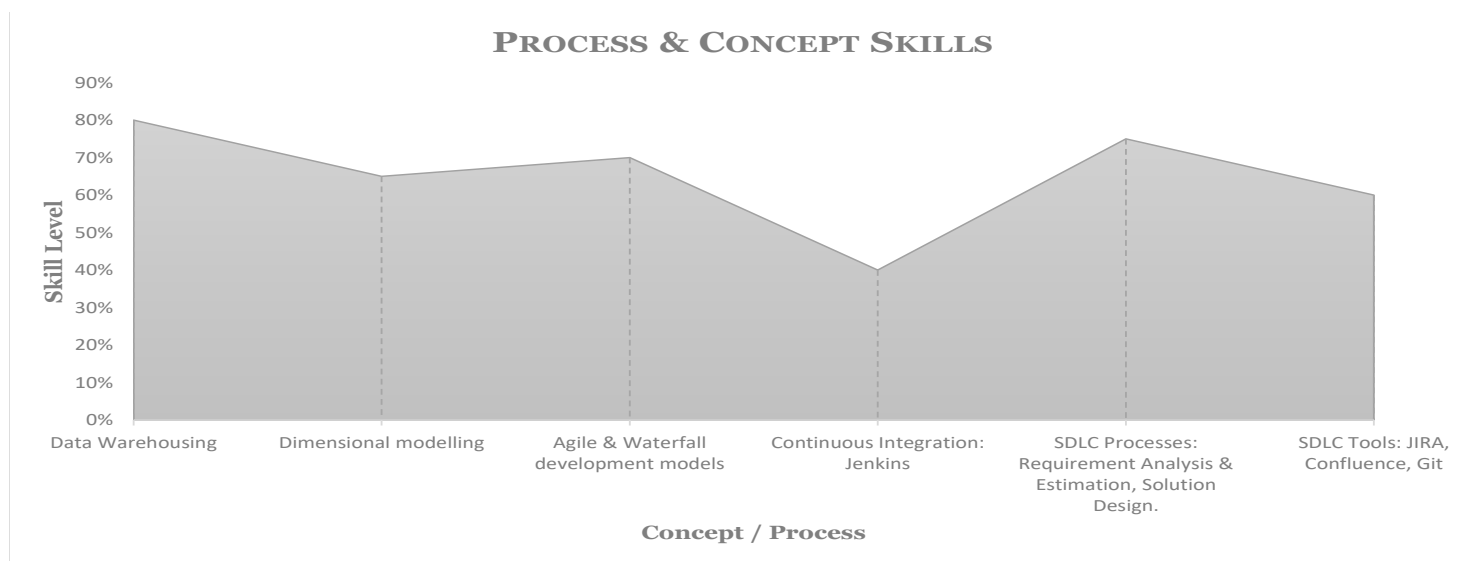 PROCESS & CONCEPT SKILLS
90%
80%
70%
60%
50%
40%
30%
20%
10%
0%
Skill Level
Data Warehousing
Dimensional modelling
Agile & Waterfall
development models
Continuous Integration:
Jenkins
SDLC Processes:
Requirement Analysis &
Estimation, Solution
Design.
SDLC Tools: JIRA,
Confluence, Git
Concept / Process